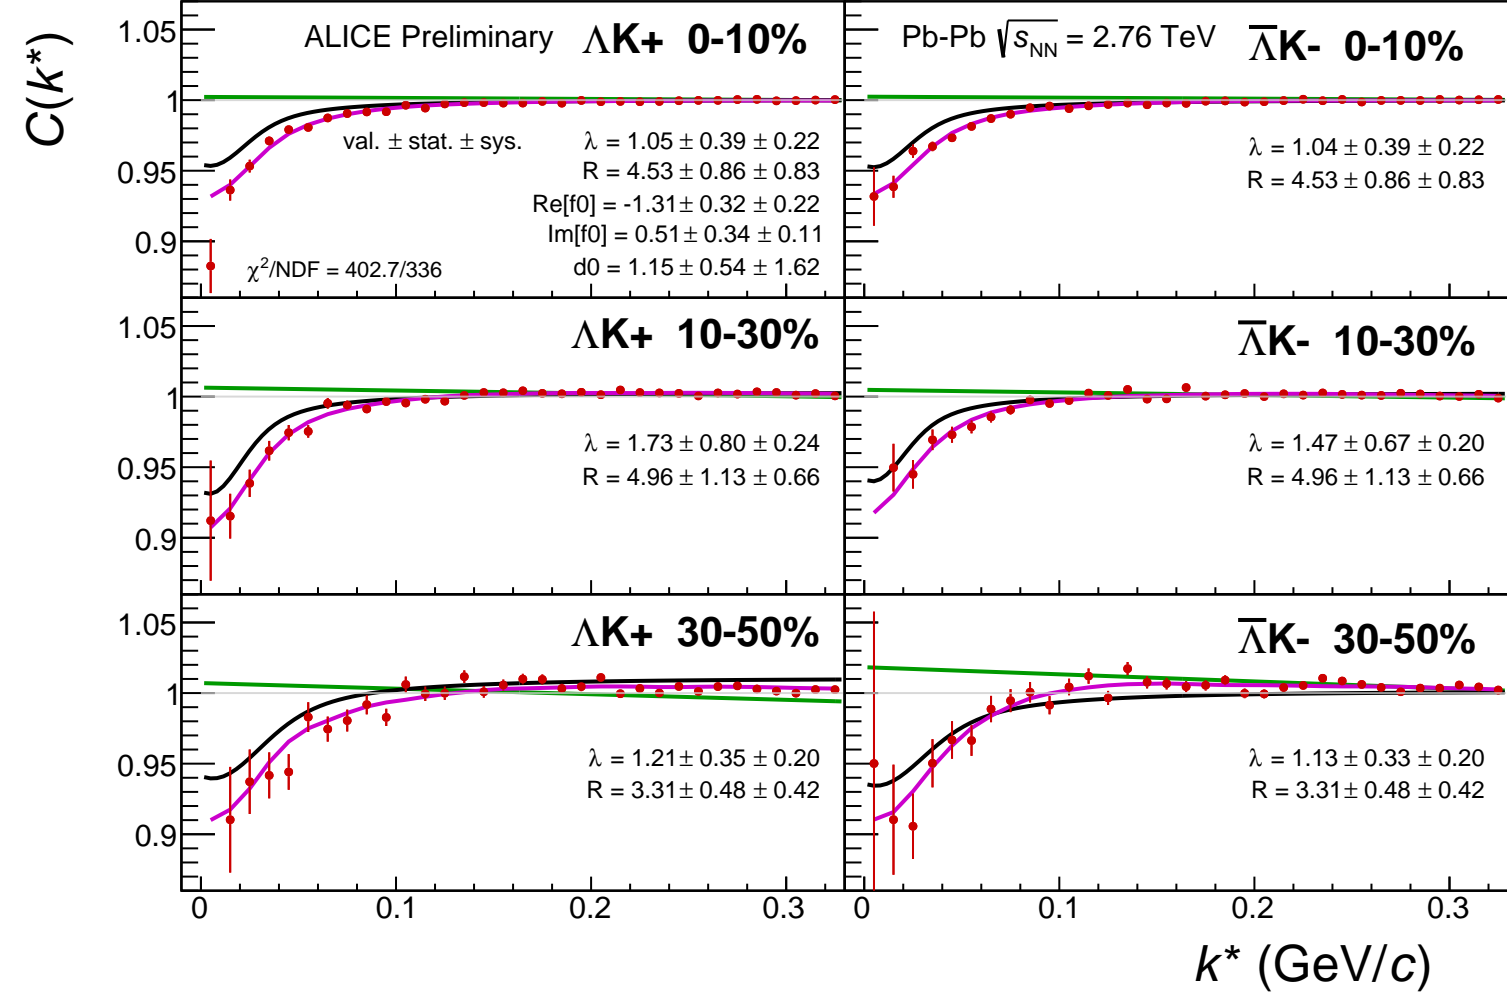 C(k*)
ALICE Preliminary ΛK+ 0-10%
val. ± stat. ± sys.
λ = 1.05 ± 0.39 ± 0.22
R = 4.53 ± 0.86 ± 0.83
Re[f0] = -1.31 ± 0.32 ± 0.22
Im[f0] = 0.51 ± 0.34 ± 0.11
d0 = 1.15 ± 0.54 ± 1.62
χ²/NDF = 402.7/336
1.05
1
0.95
0.9
Pb-Pb √sNN = 2.76 TeV Λ̅K- 0-10%
λ = 1.04 ± 0.39 ± 0.22
R = 4.53 ± 0.86 ± 0.83
ΛK+ 10-30%
λ = 1.73 ± 0.80 ± 0.24
R = 4.96 ± 1.13 ± 0.66
1.05
1
0.95
0.9
Λ̅K- 10-30%
λ = 1.47 ± 0.67 ± 0.20
R = 4.96 ± 1.13 ± 0.66
ΛK+ 30-50%
λ = 1.21 ± 0.35 ± 0.20
R = 3.31 ± 0.48 ± 0.42
1.05
1
0.95
0.9
Λ̅K- 30-50%
λ = 1.13 ± 0.33 ± 0.20
R = 3.31 ± 0.48 ± 0.42
0 0.1 0.2 0.3
0 0.1 0.2 0.3
k* (GeV/c)